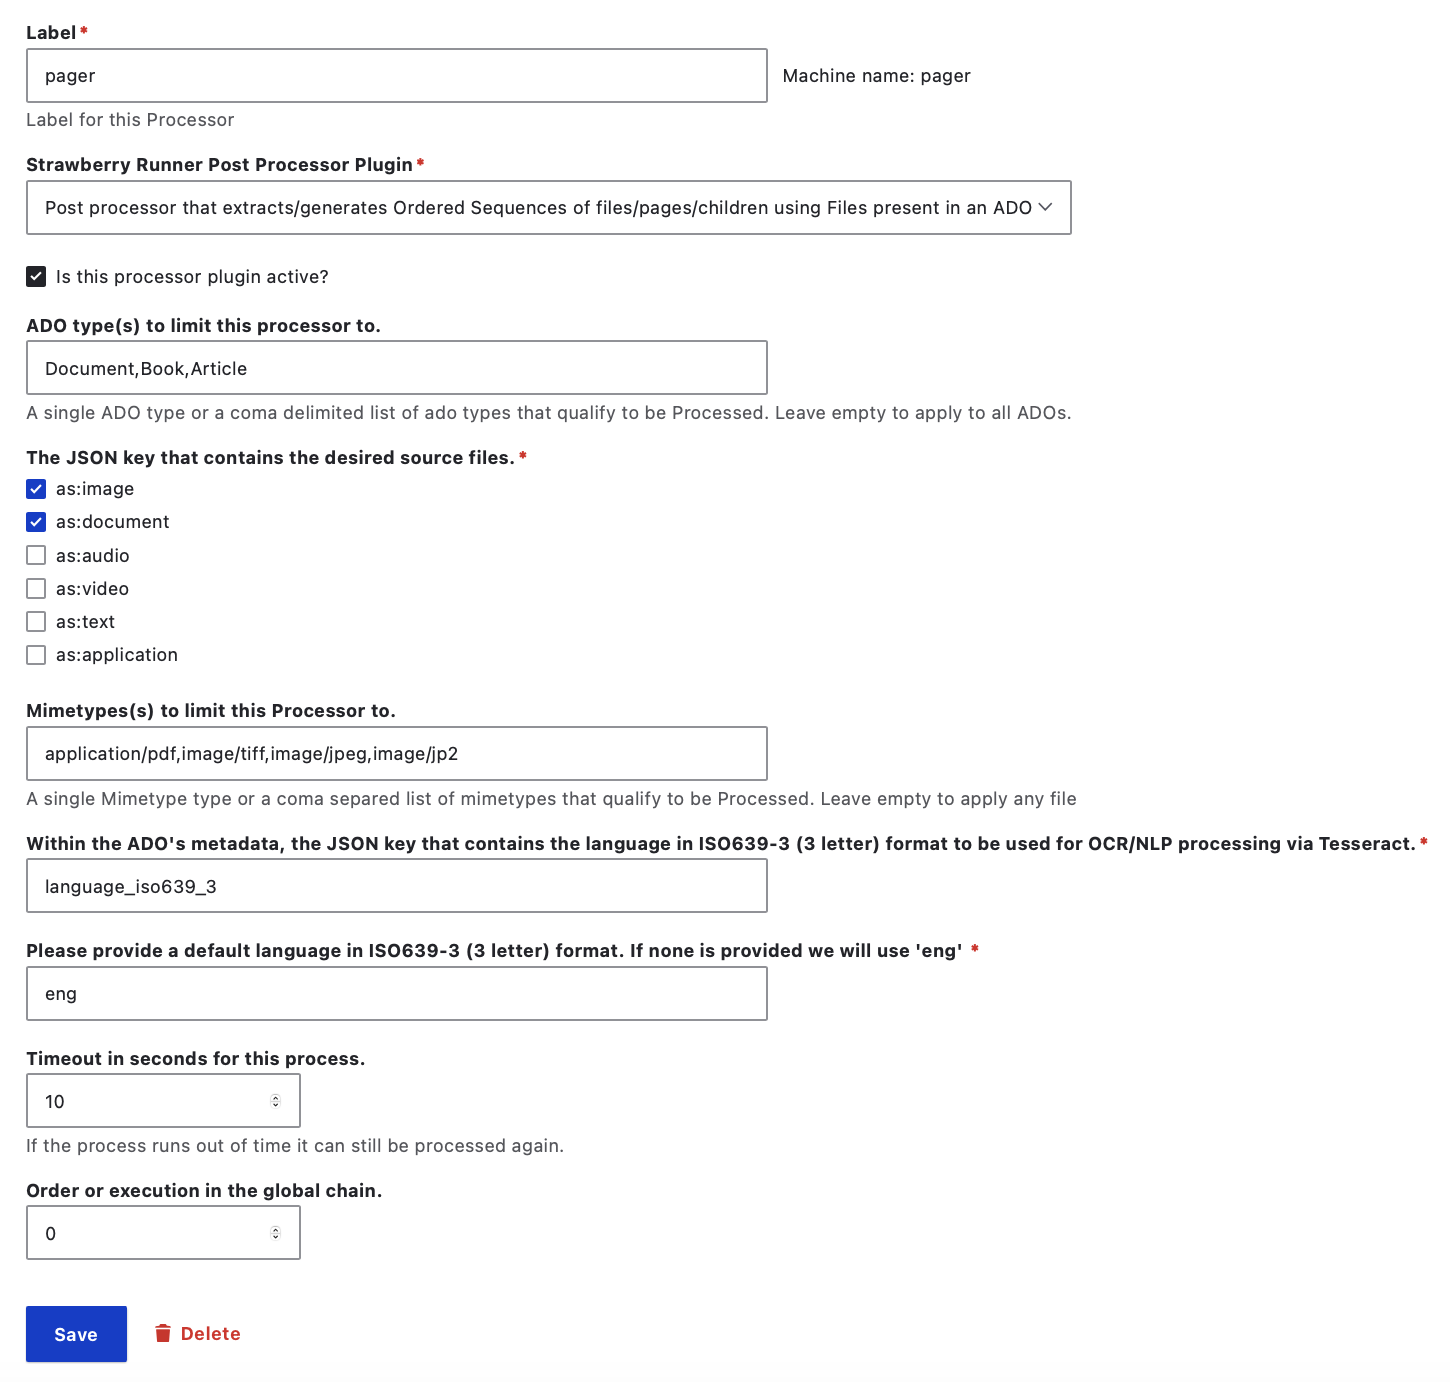 Label*
pager
Machine name: pager
Label for this Processor
Strawberry Runner Post Processor Plugin*
Post processor that extracts/generates Ordered Sequences of files/pages/children using Files present in an ADO
Is this processor plugin active?
ADO type(s) to limit this processor to.
Document,Book,Article
A single ADO type or a coma delimited list of ado types that qualify to be Processed. Leave empty to apply to all ADOs.
The JSON key that contains the desired source files.*
as:image
as:document
as:audio
as:video
as:text
as:application
Mimetypes(s) to limit this Processor to.
application/pdf,image/tiff,image/jpeg,image/jp2
A single Mimetype type or a coma separed list of mimetypes that qualify to be Processed. Leave empty to apply any file
Within the ADO's metadata, the JSON key that contains the language in ISO639-3 (3 letter) format to be used for OCR/NLP processing via Tesseract.*
language_iso639_3
Please provide a default language in ISO639-3 (3 letter) format. If none is provided we will use 'eng' *
eng
Timeout in seconds for this process.
10
If the process runs out of time it can still be processed again.
Order or execution in the global chain.
0
Save
Delete